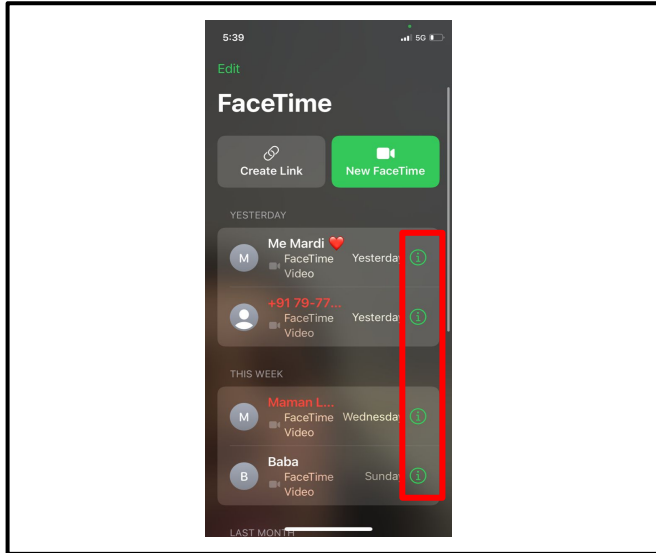 5:39 5G
Edit
FaceTime
Create Link New FaceTime
YESTERDAY
M Me Mardi ❤️
FaceTime Video Yesterday
+91 79-77...
FaceTime Video Yesterday
THIS WEEK
M Maman L...
FaceTime Video Wednesday
B Baba
FaceTime Video Sunday
LAST MONTH